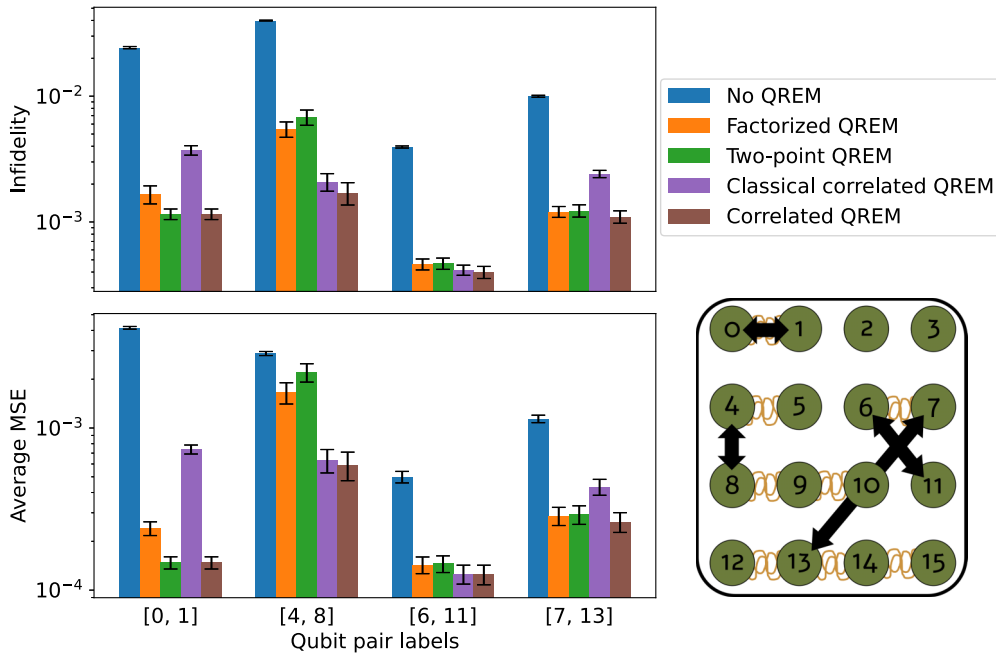 Infidelity
10⁻²
10⁻³
No QREM
Factorized QREM
Two-point QREM
Classical correlated QREM
Correlated QREM
Average MSE
10⁻³
10⁻⁴
[0, 1] [4, 8] [6, 11] [7, 13]
Qubit pair labels
0 1 2 3
4 5 6 7
8 9 10 11
12 13 14 15